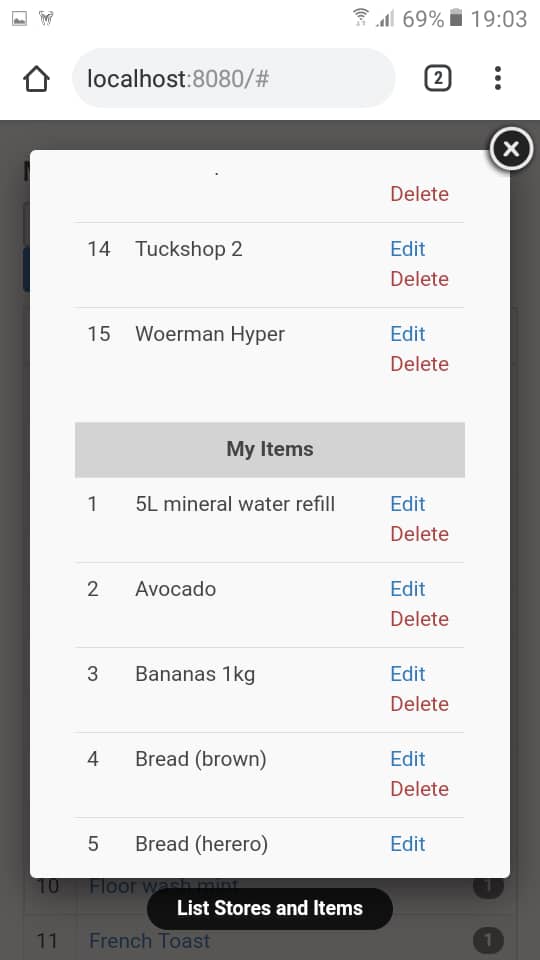 69% 19:03
localhost:8080/#
2
Delete
14 Tuckshop 2 Edit
Delete
15 Woerman Hyper Edit
Delete
My Items
1 5L mineral water refill Edit
Delete
2 Avocado Edit
Delete
3 Bananas 1kg Edit
Delete
4 Bread (brown) Edit
Delete
5 Bread (herero) Edit
10 Floor wash mint 1
List Stores and Items
11 French Toast 1